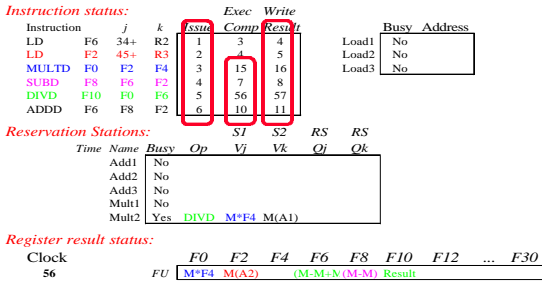 Instruction status: Exec Write
Instruction j k Issue Comp Result Busy Address
LD F6 34+ R2 1 3 4 Load1 No
LD F2 45+ R3 2 4 5 Load2 No
MULTD F0 F2 F4 3 15 16 Load3 No
SUBD F8 F6 F2 4 7 8
DIVD F10 F0 F6 5 56 57
ADDD F6 F8 F2 6 10 11
Reservation Stations: S1 S2 RS RS
Time Name Busy Op Vj Vk Qj Qk
Add1 No
Add2 No
Add3 No
Mult1 No
Mult2 Yes DIVD M*F4 M(A1)
Register result status:
Clock F0 F2 F4 F6 F8 F10 F12 ... F30
56 FU M*F4 M(A2) (M-M+M (M-M) Result